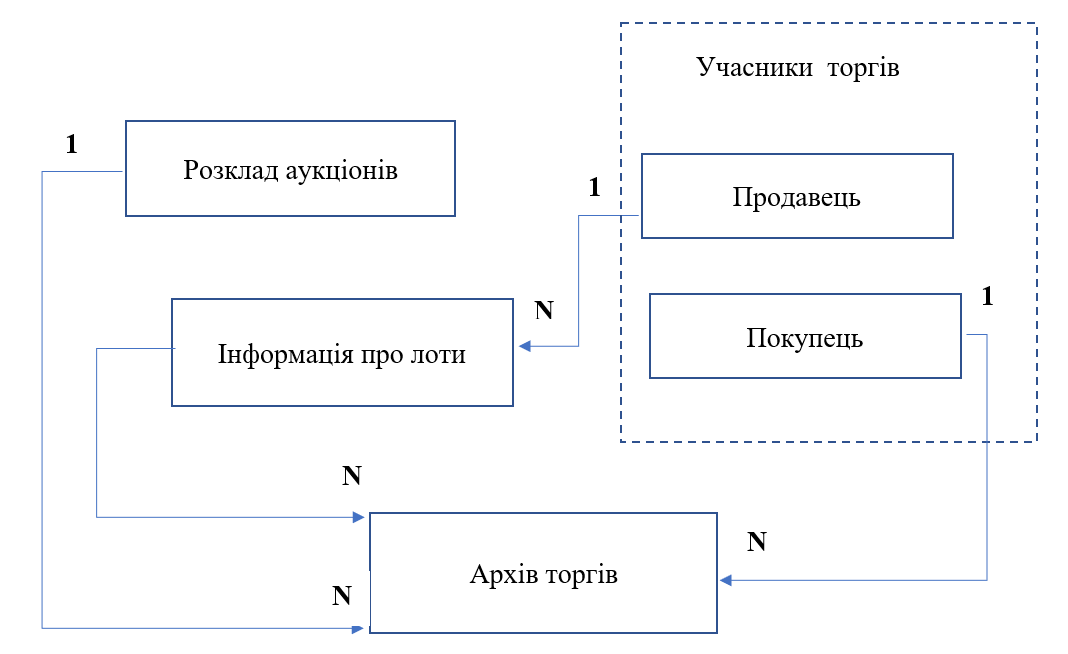 Учасники торгів
1
Розклад аукціонів
1
Продавець
N
1
Інформація про лоти
Покупець
N
N
Архів торгів
N